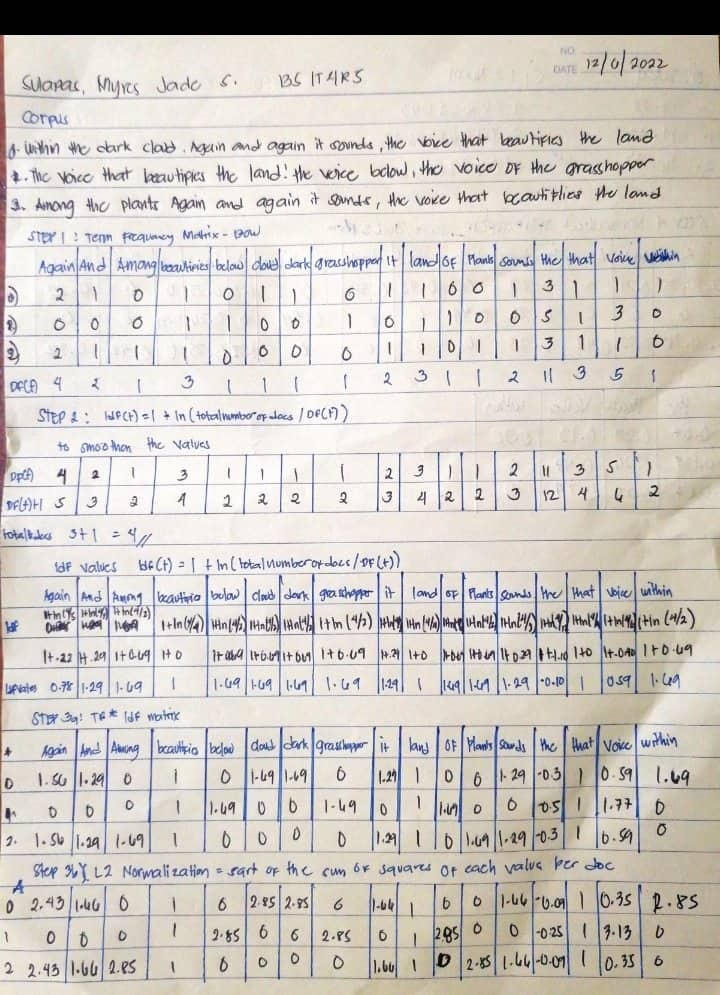 NO.
DATE 12/6/2022
Sulapas, Myres Jade S. BS IT4R5
Corpus
0. Within the dark cloud. Again and again it sounds, the voice that beautifies the land
1. The voice that beautifies the land! the voice below, the voice of the grasshopper
2. Among the plants Again and again it sounds, the voice that beautifies the land
STEP 1 : Term Frequency Matrix - BOW
Again And Among beautifies below cloud dark grasshopper It land OF Plants sounds the that Voice within
0) 2 1 0 1 0 1 1 0 1 1 0 0 1 3 1 1 1
1) 0 0 0 1 1 0 0 1 0 1 1 0 0 5 1 3 0
2) 2 1 1 1 0 0 0 0 1 1 0 1 1 3 1 1 0
DF(t) 4 2 1 3 1 1 1 1 2 3 1 1 2 11 3 5 1
STEP 2 : IDF(t) = 1 + ln (total number of docs / DF(t))
to smoothen the values
DF(t) 4 2 1 3 1 1 1 1 2 3 1 1 2 11 3 5 1
DF(t)+1 5 3 2 4 2 2 2 2 3 4 2 2 3 12 4 6 2
total # docs 3+1 = 4//
IDF values Idf(t) = 1 + ln (total number of docs / DF(t))
Again And Among beautifies below cloud dark grasshopper it land OF Plants sounds the that Voice within
idf 1+ln(4/5) 1+ln(4/3) 1+ln(4/2) 1+ln(4/4) 1+ln(4/2) 1+ln(4/2) 1+ln(4/2) 1+ln(4/2) 1+ln(4/3) 1+ln(4/4) 1+ln(4/2) 1+ln(4/2) 1+ln(4/3) 1+ln(4/12) 1+ln(4/4) 1+ln(4/6) 1+ln(4/2)
1+-.22 1+.29 1+0.69 1+0 1+0.69 1+0.69 1+0.69 1+0.69 1+.29 1+0 1+0.69 1+0.69 1+0.29 1+-1.10 1+0 1+-0.40 1+0.69
idf values 0.78 1.29 1.69 1 1.69 1.69 1.69 1.69 1.29 1 1.69 1.69 1.29 -0.10 1 0.59 1.69
STEP 3a: TF * Idf matrix
Again And Among beautifies below cloud dark grasshopper it land OF Plants Sounds the that Voice within
0 1.56 1.29 0 1 0 1.69 1.69 0 1.29 1 0 0 1.29 -0.3 1 0.59 1.69
1. 0 0 0 1 1.69 0 0 1.69 0 1 1.69 0 0 -0.5 1 1.77 0
2. 1.56 1.29 1.69 1 0 0 0 0 1.29 1 0 1.69 1.29 -0.3 1 0.59 0
Step 3b} L2 Normalization = sqrt of the sum of squares of each value per doc
0 2.43 1.66 0 1 0 2.85 2.85 0 1.66 1 0 0 1.66 -0.09 1 0.35 2.85
1 0 0 0 1 2.85 0 0 2.85 0 1 2.85 0 0 -0.25 1 3.13 0
2 2.43 1.66 2.85 1 0 0 0 0 1.66 1 0 2.85 1.66 -0.09 1 0.35 0